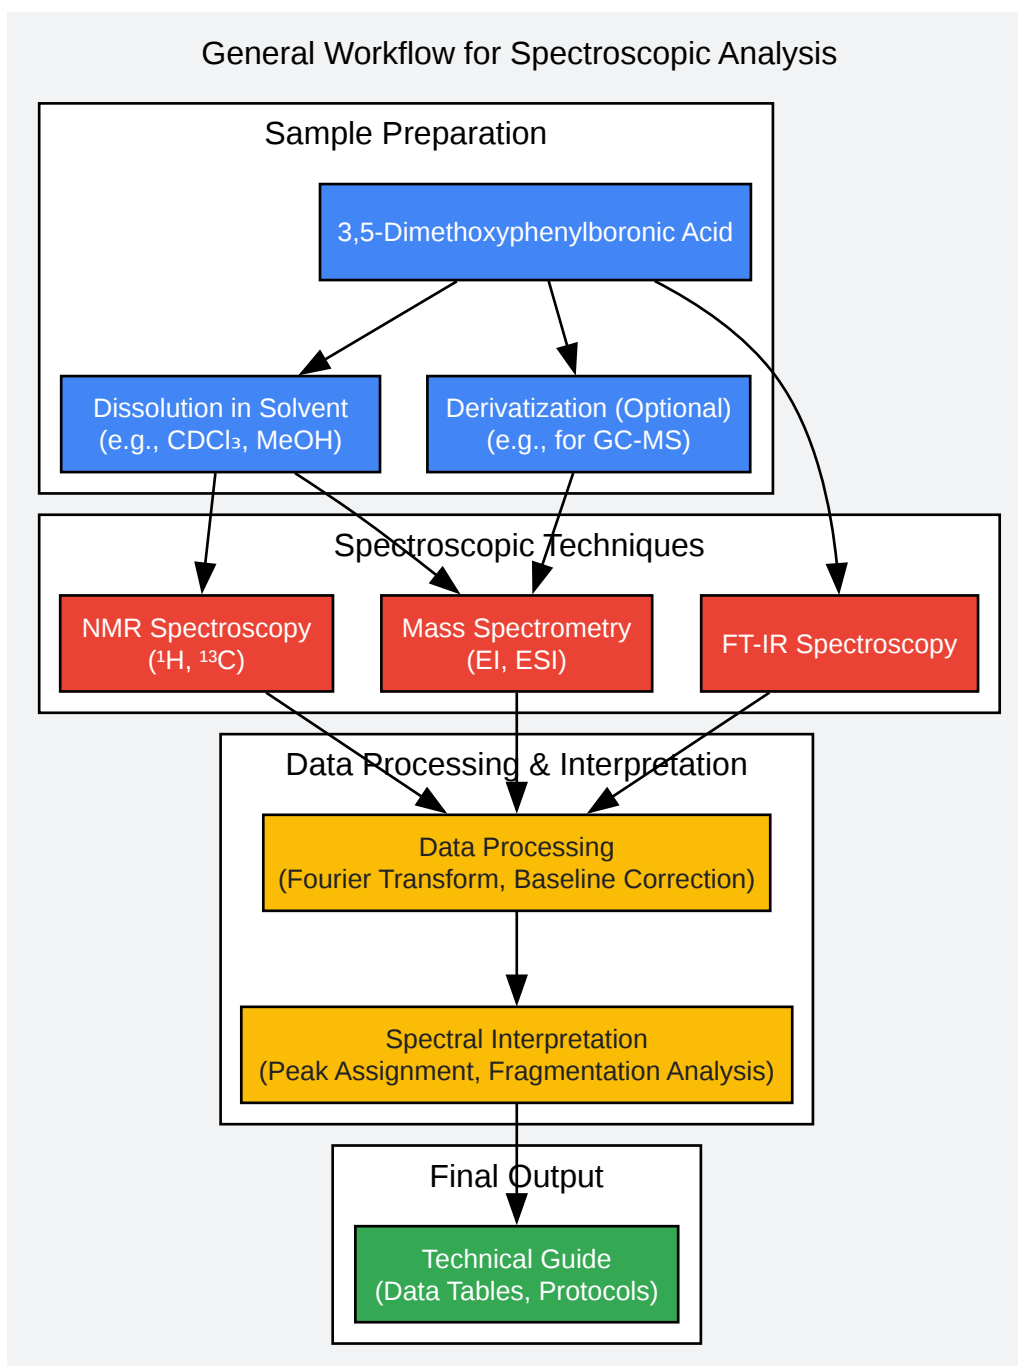 General Workflow for Spectroscopic Analysis
Sample Preparation
3,5-Dimethoxyphenylboronic Acid
Dissolution in Solvent
(e.g., CDCl₃, MeOH)
Derivatization (Optional)
(e.g., for GC-MS)
Spectroscopic Techniques
NMR Spectroscopy
(¹H, ¹³C)
Mass Spectrometry
(EI, ESI)
FT-IR Spectroscopy
Data Processing & Interpretation
Data Processing
(Fourier Transform, Baseline Correction)
Spectral Interpretation
(Peak Assignment, Fragmentation Analysis)
Final Output
Technical Guide
(Data Tables, Protocols)